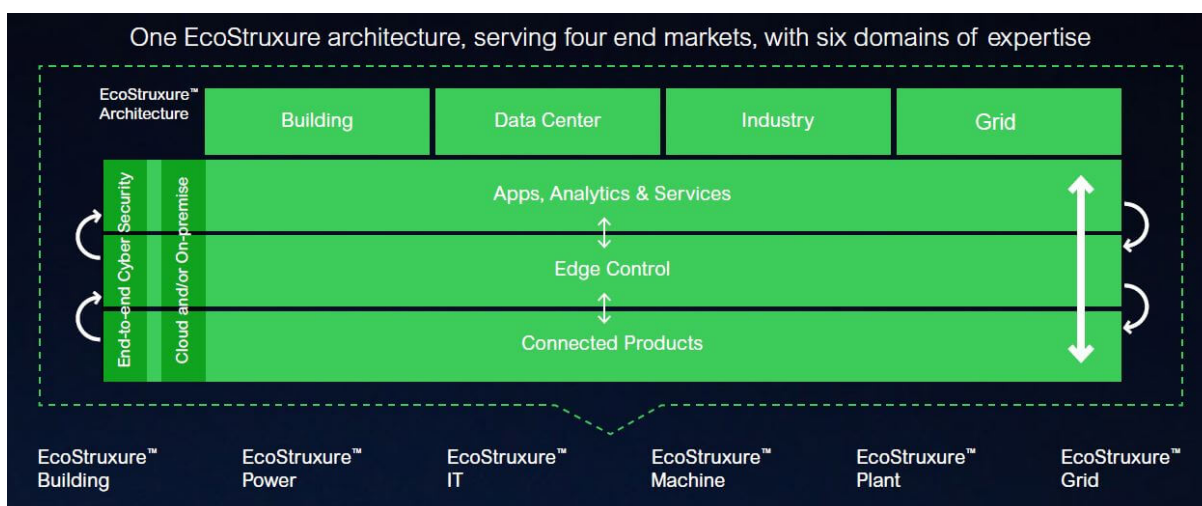 One EcoStruxure architecture, serving four end markets, with six domains of expertise
EcoStruxure™
Architecture
Building
Data Center
Industry
Grid
End-to-end Cyber Security
Cloud and/or On-premise
Apps, Analytics & Services
Edge Control
Connected Products
EcoStruxure™
Building
EcoStruxure™
Power
EcoStruxure™
IT
EcoStruxure™
Machine
EcoStruxure™
Plant
EcoStruxure™
Grid